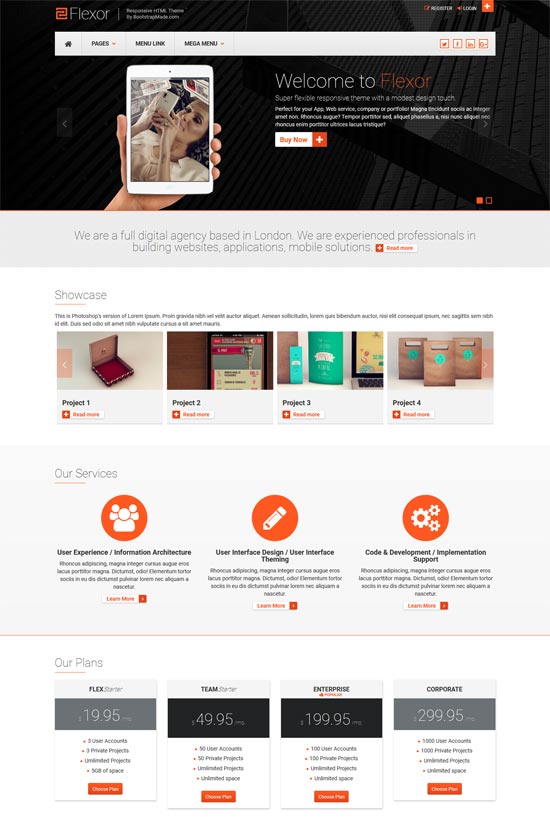 Flexor
Responsive HTML Theme
By BootstrapMade.com
REGISTER
LOGIN
PAGES
MENU LINK
MEGA MENU
Welcome to Flexor
Super flexible responsive theme with a modest design touch.
Perfect for your App, Web service, company or portfolio! Magna tincidunt sociis ac integer
amet non. Rhoncus augue? Tempor porttitor sed, aliquet phasellus a, nisi nunc aliquet nec
rhoncus enim porttitor ultrices lacus tristique?
Buy Now
We are a full digital agency based in London. We are experienced professionals in
building websites, applications, mobile solutions.
Read more
Showcase
This is Photoshop's version of Lorem Ipsum. Proin gravida nibh vel velit auctor aliquet. Aenean sollicitudin, lorem quis bibendum auctor, nisi elit consequat ipsum, nec sagittis sem nibh
id elit. Duis sed odio sit amet nibh vulputate cursus a sit amet mauris.
Project 1
Read more
Project 2
Read more
Project 3
Read more
Project 4
Read more
Our Services
User Experience / Information Architecture
Rhoncus adipiscing, magna integer cursus augue eros
lacus porttitor magna. Dictumst, odio! Elementum tortor
sociis in eu dis dictumst pulvinar lorem nec aliquam a
nascetur.
Learn More
User Interface Design / User Interface
Theming
Rhoncus adipiscing, magna integer cursus augue eros
lacus porttitor magna. Dictumst, odio! Elementum tortor
sociis in eu dis dictumst pulvinar lorem nec aliquam a
nascetur.
Learn More
Code & Development / Implementation
Support
Rhoncus adipiscing, magna integer cursus augue eros
lacus porttitor magna. Dictumst, odio! Elementum tortor
sociis in eu dis dictumst pulvinar lorem nec aliquam a
nascetur.
Learn More
Our Plans
FLEXStarter
$ 19.95 /mo.
3 User Accounts
3 Private Projects
Umlimited Projects
5GB of space
Choose Plan
TEAMStarter
$ 49.95 /mo.
50 User Accounts
50 Private Projects
Umlimited Projects
Unlimited space
Choose Plan
ENTERPRISE
POPULAR
$ 199.95 /mo.
100 User Accounts
100 Private Projects
Umlimited Projects
Unlimited space
Choose Plan
CORPORATE
$ 299.95 /mo.
1000 User Accounts
1000 Private Projects
Umlimited Projects
Unlimited space
Choose Plan